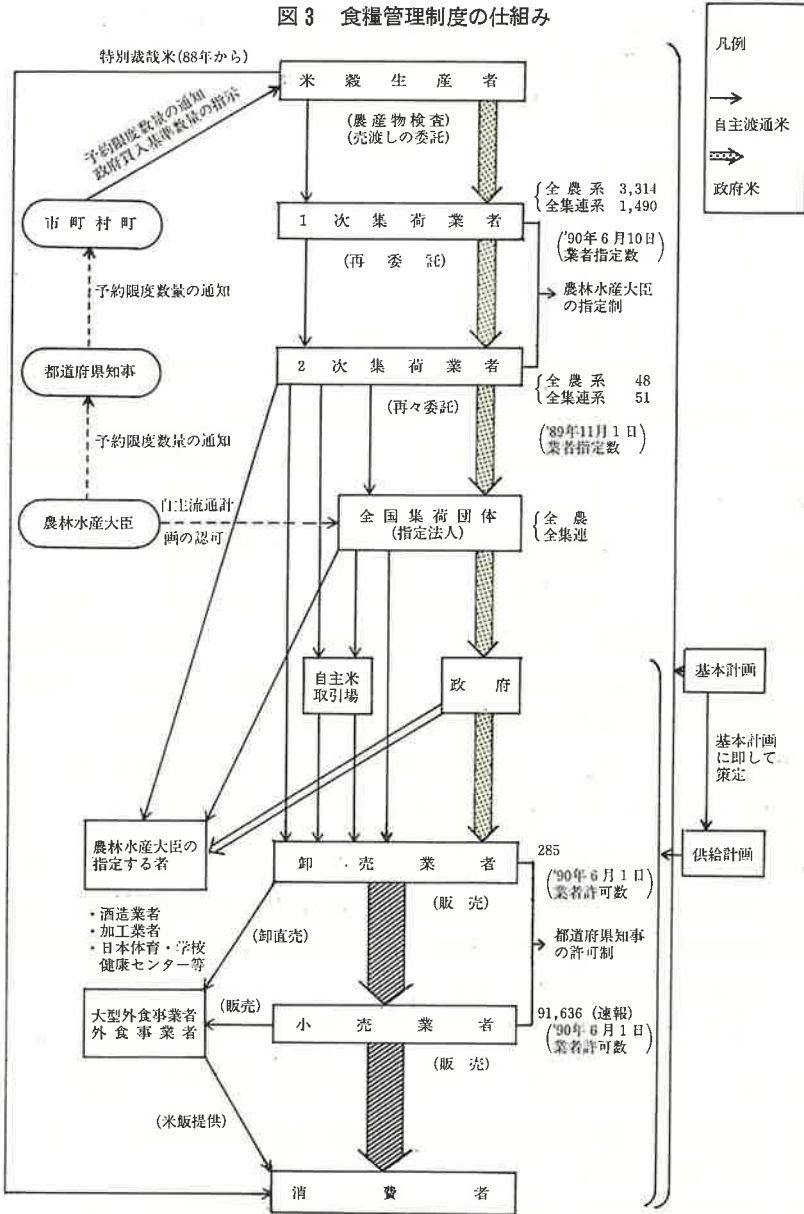 図3 食糧管理制度の仕組み
凡例
自主渡通米
政府米
特別裁哉米(88年から)
米穀生産者
(農産物検査)
(売渡しの委託)
予約限度数量の通知
政府買入基準数量の指示
全農系 3,314
全集連系 1,490
市町村町
1次集荷業者
('90年6月10日
業者指定数)
(再委託)
農林水産大臣
の指定制
予約限度数量の通知
都道府県知事
2次集荷業者
全農系 48
全集連系 51
(再々委託)
('89年11月1日
業者指定数)
予約限度数量の通知
農林水産大臣
自主流通計
画の認可
全国集荷団体
(指定法人)
全農
全集連
自主米
取引場
政府
基本計画
基本計画
に即して
策定
供給計画
農林水産大臣の
指定する者
・酒造業者
・加工業者
・日本体育・学校
健康センター等
卸売業者
285
('90年6月1日
業者許可数)
(販売)
(卸直売)
都道府県知事
の許可制
大型外食事業者
外食事業者
(販売)
小売業者
91,636(速報)
('90年6月1日
業者許可数)
(販売)
(米飯提供)
消費者